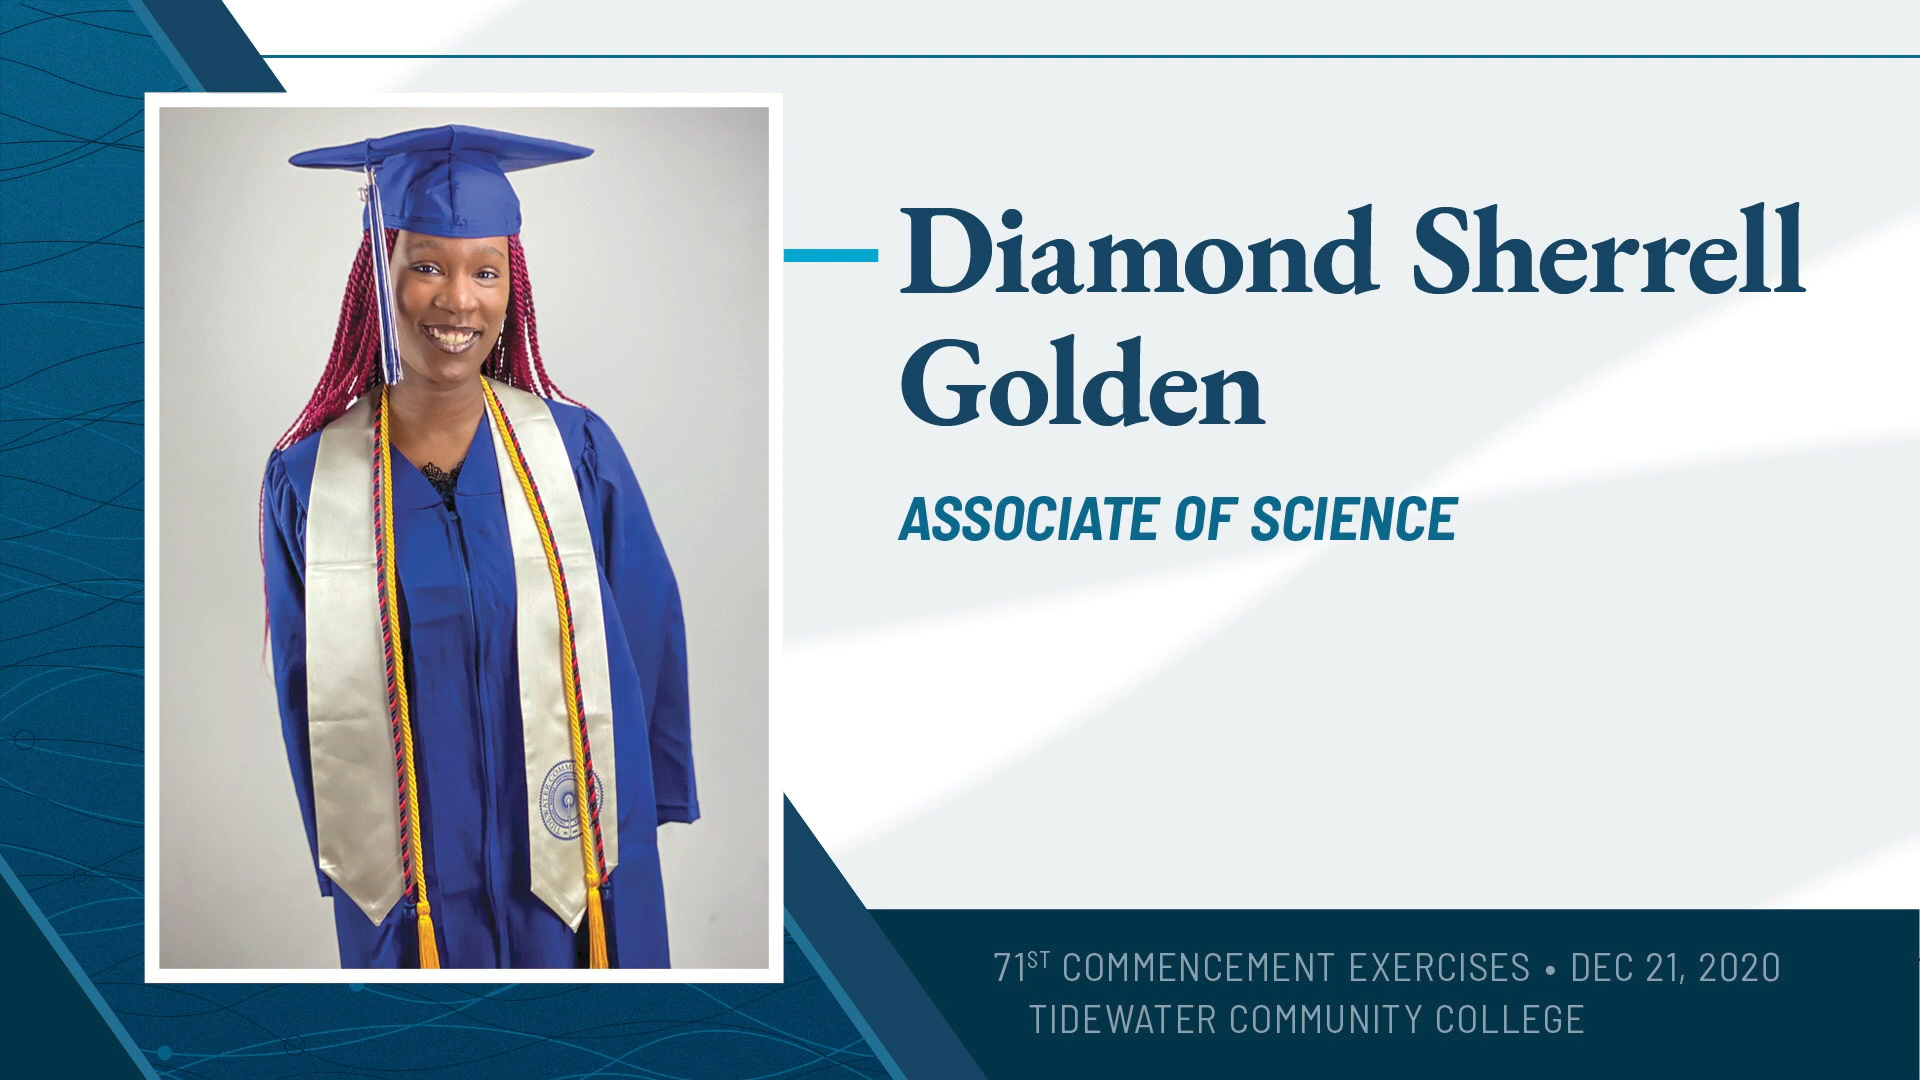 Diamond Sherrell
Golden
ASSOCIATE OF SCIENCE
71ST COMMENCEMENT EXERCISES • DEC 21, 2020
TIDEWATER COMMUNITY COLLEGE